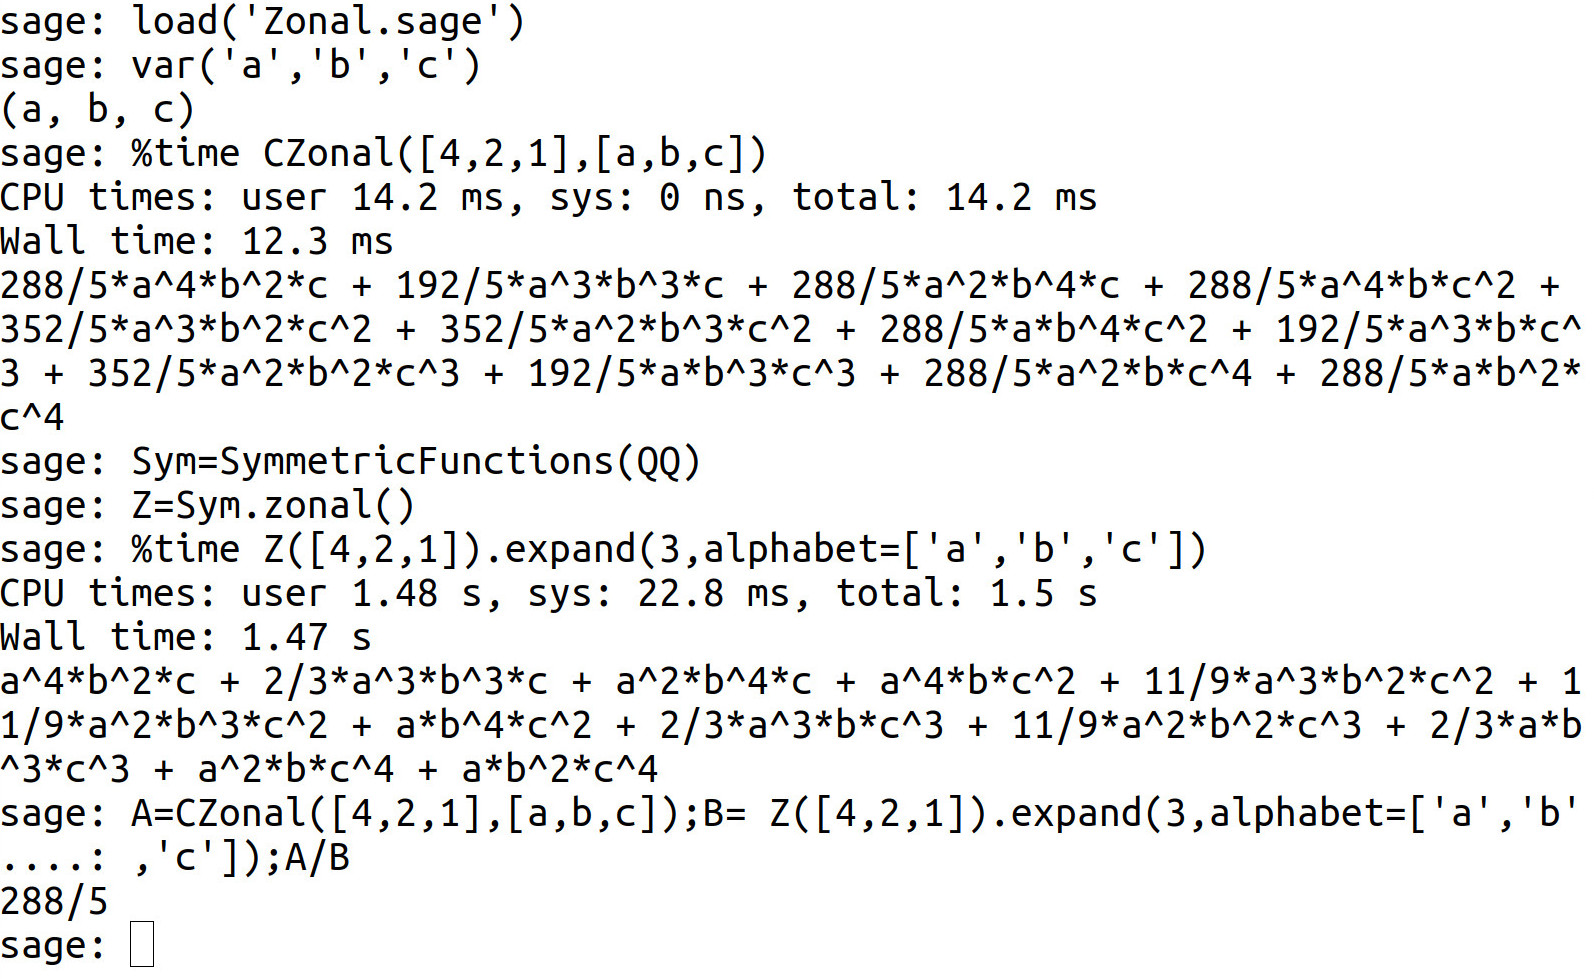 sage: load('Zonal.sage')
sage: var('a','b','c')
(a, b, c)
sage: %time CZonal([4,2,1],[a,b,c])
CPU times: user 14.2 ms, sys: 0 ns, total: 14.2 ms
Wall time: 12.3 ms
288/5*a^4*b^2*c + 192/5*a^3*b^3*c + 288/5*a^2*b^4*c + 288/5*a^4*b*c^2 +
352/5*a^3*b^2*c^2 + 352/5*a^2*b^3*c^2 + 288/5*a*b^4*c^2 + 192/5*a^3*b*c^
3 + 352/5*a^2*b^2*c^3 + 192/5*a*b^3*c^3 + 288/5*a^2*b*c^4 + 288/5*a*b^2*
c^4
sage: Sym=SymmetricFunctions(QQ)
sage: Z=Sym.zonal()
sage: %time Z([4,2,1]).expand(3,alphabet=['a','b','c'])
CPU times: user 1.48 s, sys: 22.8 ms, total: 1.5 s
Wall time: 1.47 s
a^4*b^2*c + 2/3*a^3*b^3*c + a^2*b^4*c + a^4*b*c^2 + 11/9*a^3*b^2*c^2 + 1
1/9*a^2*b^3*c^2 + a*b^4*c^2 + 2/3*a^3*b*c^3 + 11/9*a^2*b^2*c^3 + 2/3*a*b
^3*c^3 + a^2*b*c^4 + a*b^2*c^4
sage: A=CZonal([4,2,1],[a,b,c]);B= Z([4,2,1]).expand(3,alphabet=['a','b'
....: ,'c']);A/B
288/5
sage: